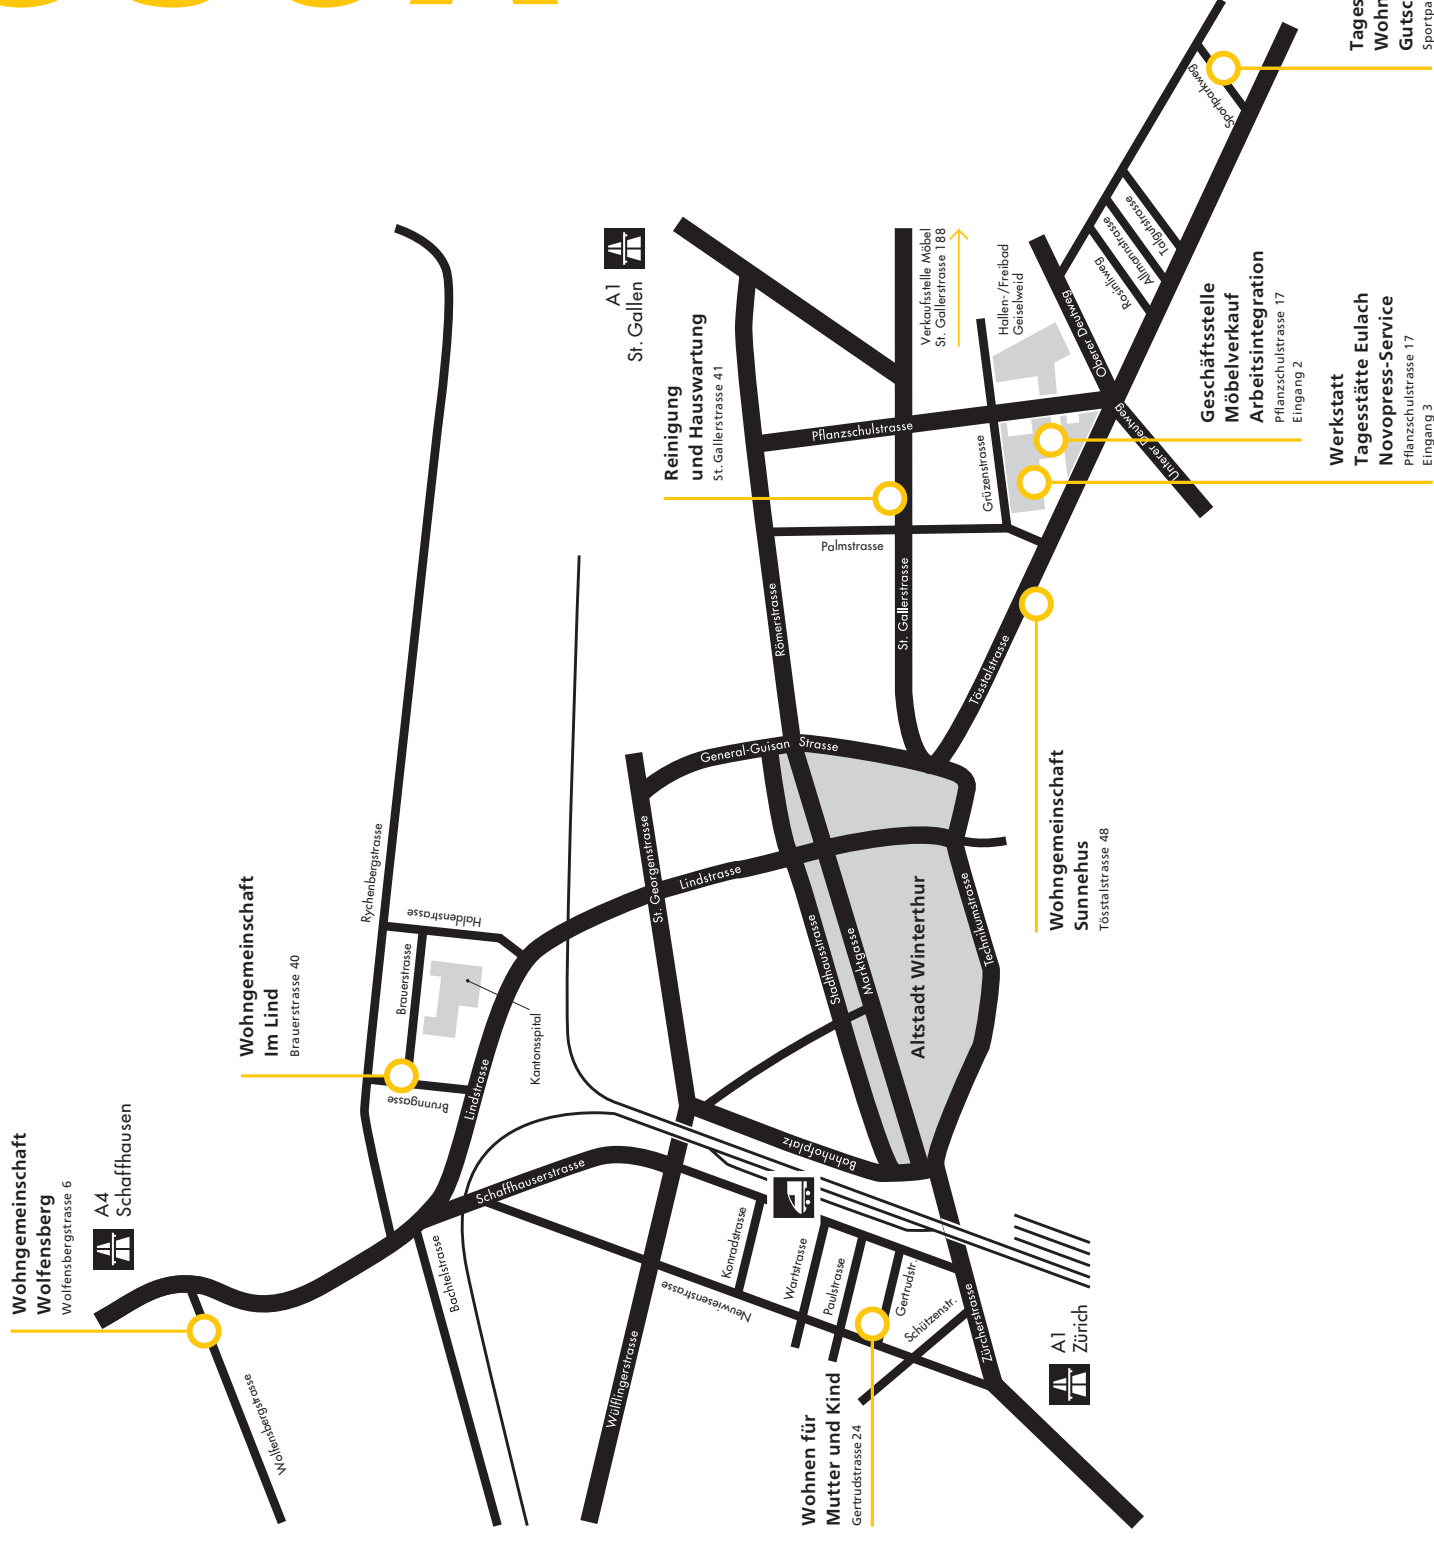 Wohngemeinschaft
Wolfensberg
Wolfensbergstrasse 6
A4
Schaffhausen
Wohngemeinschaft
Im Lind
Brauerstrasse 40
A1
St. Gallen
Reinigung
und Hauswartung
St. Gallerstrasse 41
Verkaufsstelle Möbel
St. Gallerstrasse 188
Hallen-/Freibad
Geiselweid
Geschäftsstelle
Möbelverkauf
Arbeitsintegration
Pflanzschulstrasse 17
Eingang 2
Werkstatt
Tagesstätte Eulach
Novopress-Service
Pflanzschulstrasse 17
Eingang 3
Wohngemeinschaft
Sunnehus
Tösstalstrasse 48
Wohnen für
Mutter und Kind
Gertrudstrasse 24
A1
Zürich
Altstadt Winterthur
Kantonsspital
Rychenbergstrasse
Haldenstrasse
Brauerstrasse
Brunngasse
Lindstrasse
Lindstrasse
Schaffhauserstrasse
Bachtelstrasse
Wolfensbergstrasse
Wülflingerstrasse
Neuwiesenstrasse
Konradstrasse
Wartstrasse
Paulstrasse
Gertrudstr.
Schützenstr.
Zürcherstrasse
Bahnhofplatz
St. Georgenstrasse
General-Guisan Strasse
Stadthausstrasse
Marktgasse
Technikumstrasse
Römerstrasse
St. Gallerstrasse
Tösstalstrasse
Palmstrasse
Pflanzschulstrasse
Grüzenstrasse
Oberer Deutweg
Unterer Deutweg
Rosinliweg
Allmannstrasse
Talgutstrasse
Sportparkweg